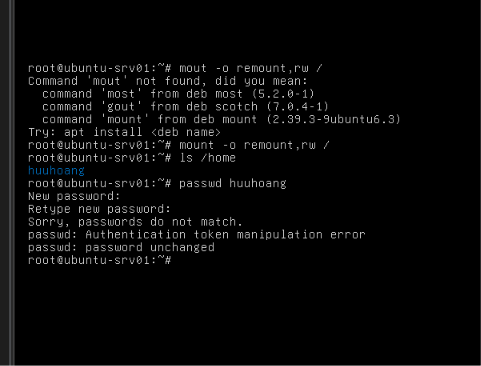 root@ubuntu-srv01:~# mout -o remount,rw /
Command 'mout' not found, did you mean:
  command 'most' from deb most (5.2.0-1)
  command 'gout' from deb scotch (7.0.4-1)
  command 'mount' from deb mount (2.39.3-9ubuntu6.3)
Try: apt install <deb name>
root@ubuntu-srv01:~# mount -o remount,rw /
root@ubuntu-srv01:~# ls /home
huuhoang
root@ubuntu-srv01:~# passwd huuhoang
New password:
Retype new password:
Sorry, passwords do not match.
passwd: Authentication token manipulation error
passwd: password unchanged
root@ubuntu-srv01:~#